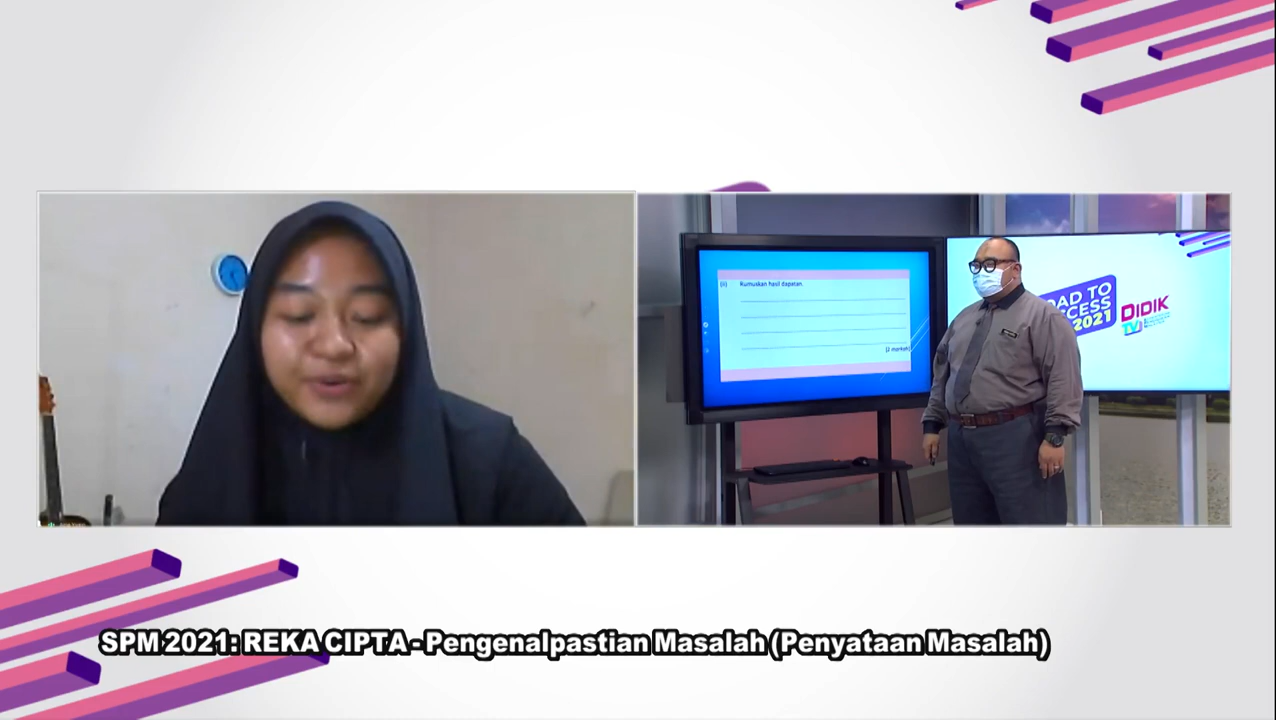 (ii) Rumuskan hasil dapatan.
(2 markah)
ROAD TO
SUCCESS
2021
DIDIK
TV
SPM 2021: REKA CIPTA - Pengenalpastian Masalah (Penyataan Masalah)